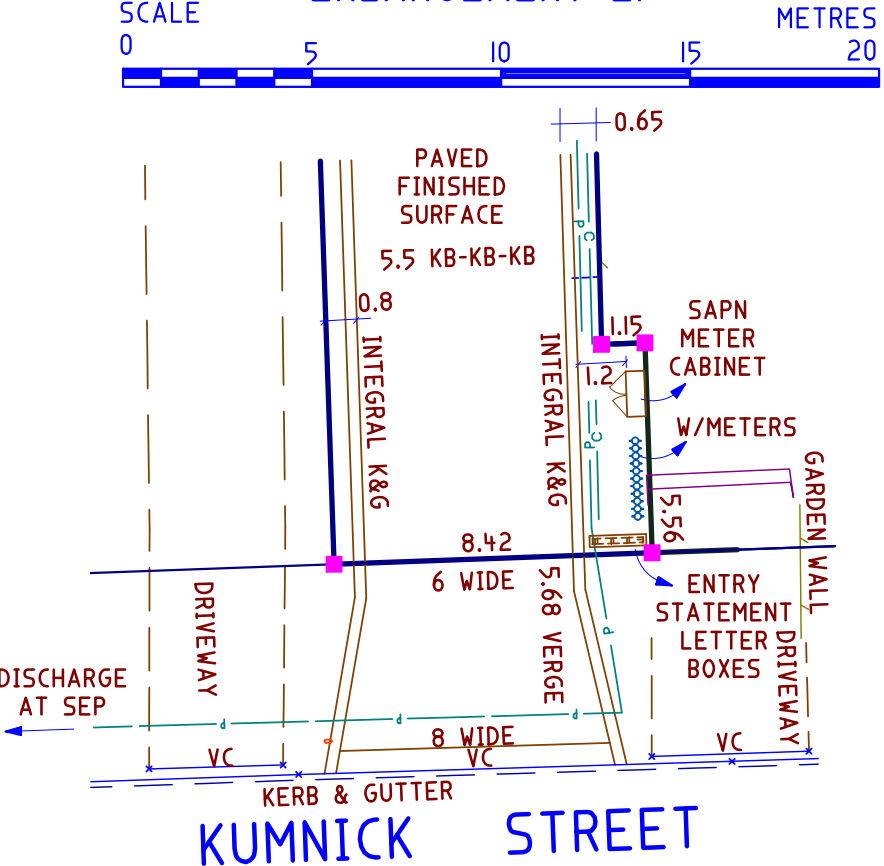 SCALE
METRES
0
5
10
15
20
0.65
PAVED
FINISHED
SURFACE
5.5 KB-KB-KB
P
C
0.8
1.15
SAPN
METER
CABINET
1.2
INTEGRAL K&G
INTEGRAL K&G
W/METERS
P
C
GARDEN WALL
5.56
8.42
6 WIDE
5.68 VERGE
ENTRY
STATEMENT
LETTER
BOXES
DRIVEWAY
DRIVEWAY
P
DISCHARGE
AT SEP
P
P
P
8 WIDE
VC
VC
VC
KERB & GUTTER
KUMNICK STREET